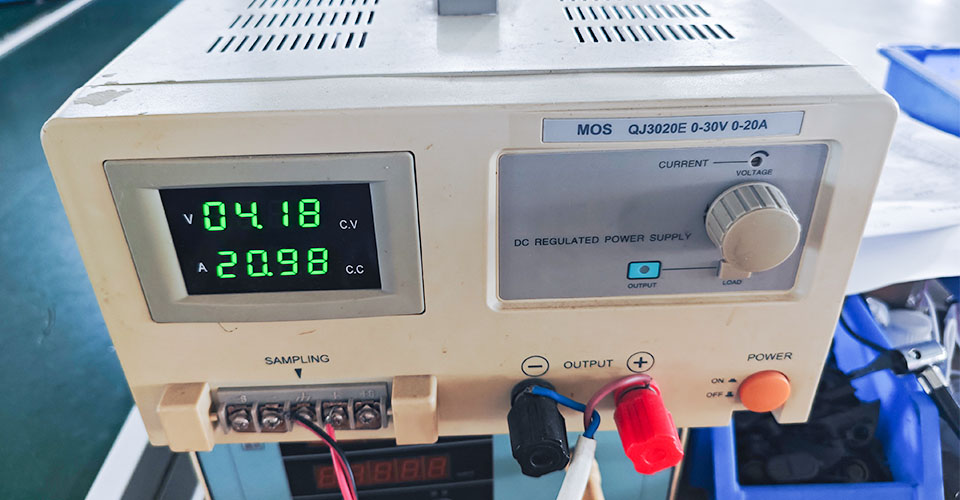 MOS QJ3020E 0-30V 0-20A
CURRENT
VOLTAGE
V 04.18 C.V
A 20.98 C.C
DC REGULATED POWER SUPPLY
OUTPUT
LOAD
SAMPLING
− OUTPUT +
POWER
ON
OFF